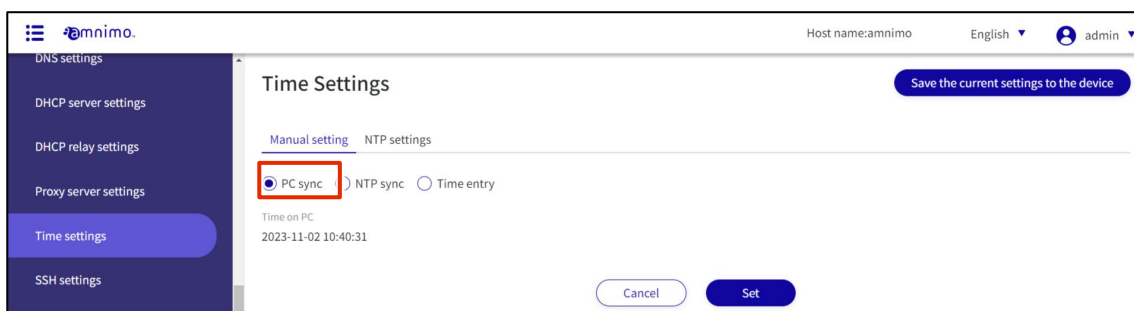 amnimo.
Host name:amnimo
English
admin
DNS settings
DHCP server settings
DHCP relay settings
Proxy server settings
Time settings
SSH settings
Time Settings
Save the current settings to the device
Manual setting NTP settings
PC sync NTP sync Time entry
Time on PC
2023-11-02 10:40:31
Cancel Set